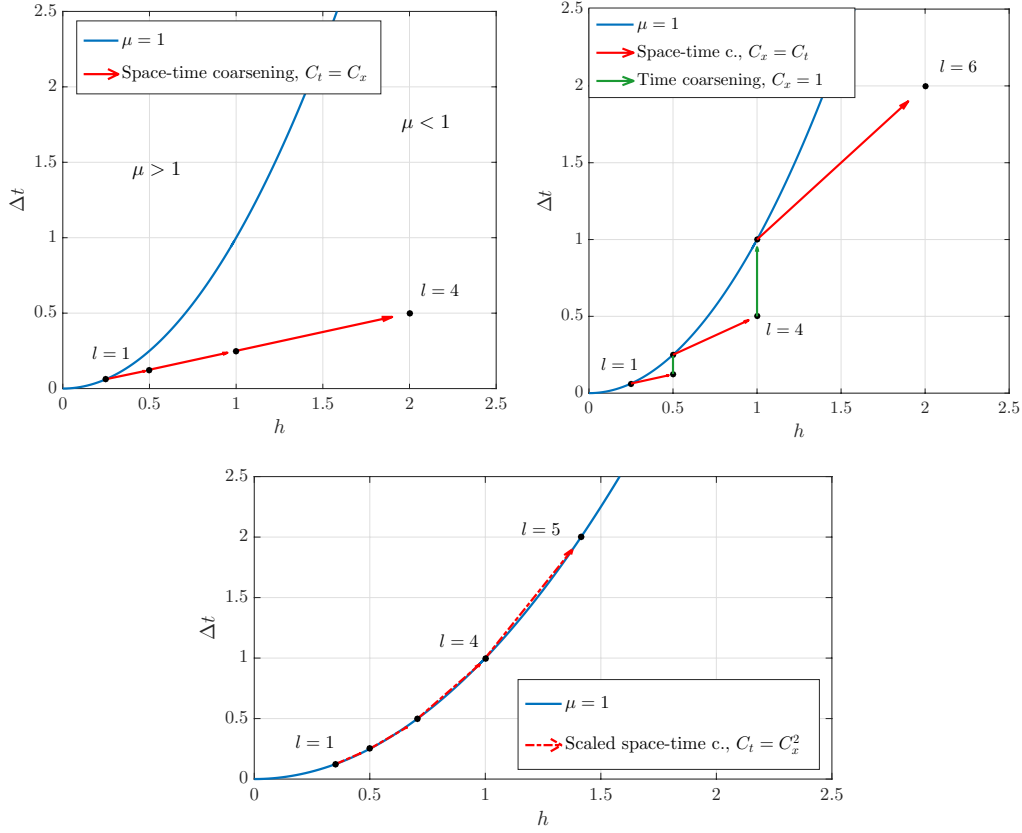 2.5
2
1.5
1
0.5
0
0
0.5
1
1.5
2
2.5
Δt
h
μ = 1
Space-time coarsening, C_t = C_x
μ > 1
μ < 1
l = 1
l = 4
2.5
2
1.5
1
0.5
0
0
0.5
1
1.5
2
2.5
Δt
h
μ = 1
Space-time c., C_x = C_t
Time coarsening, C_x = 1
l = 6
l = 4
l = 1
2.5
2
1.5
1
0.5
0
0
0.5
1
1.5
2
2.5
Δt
h
l = 5
l = 4
l = 1
μ = 1
Scaled space-time c., C_t = C_x^2